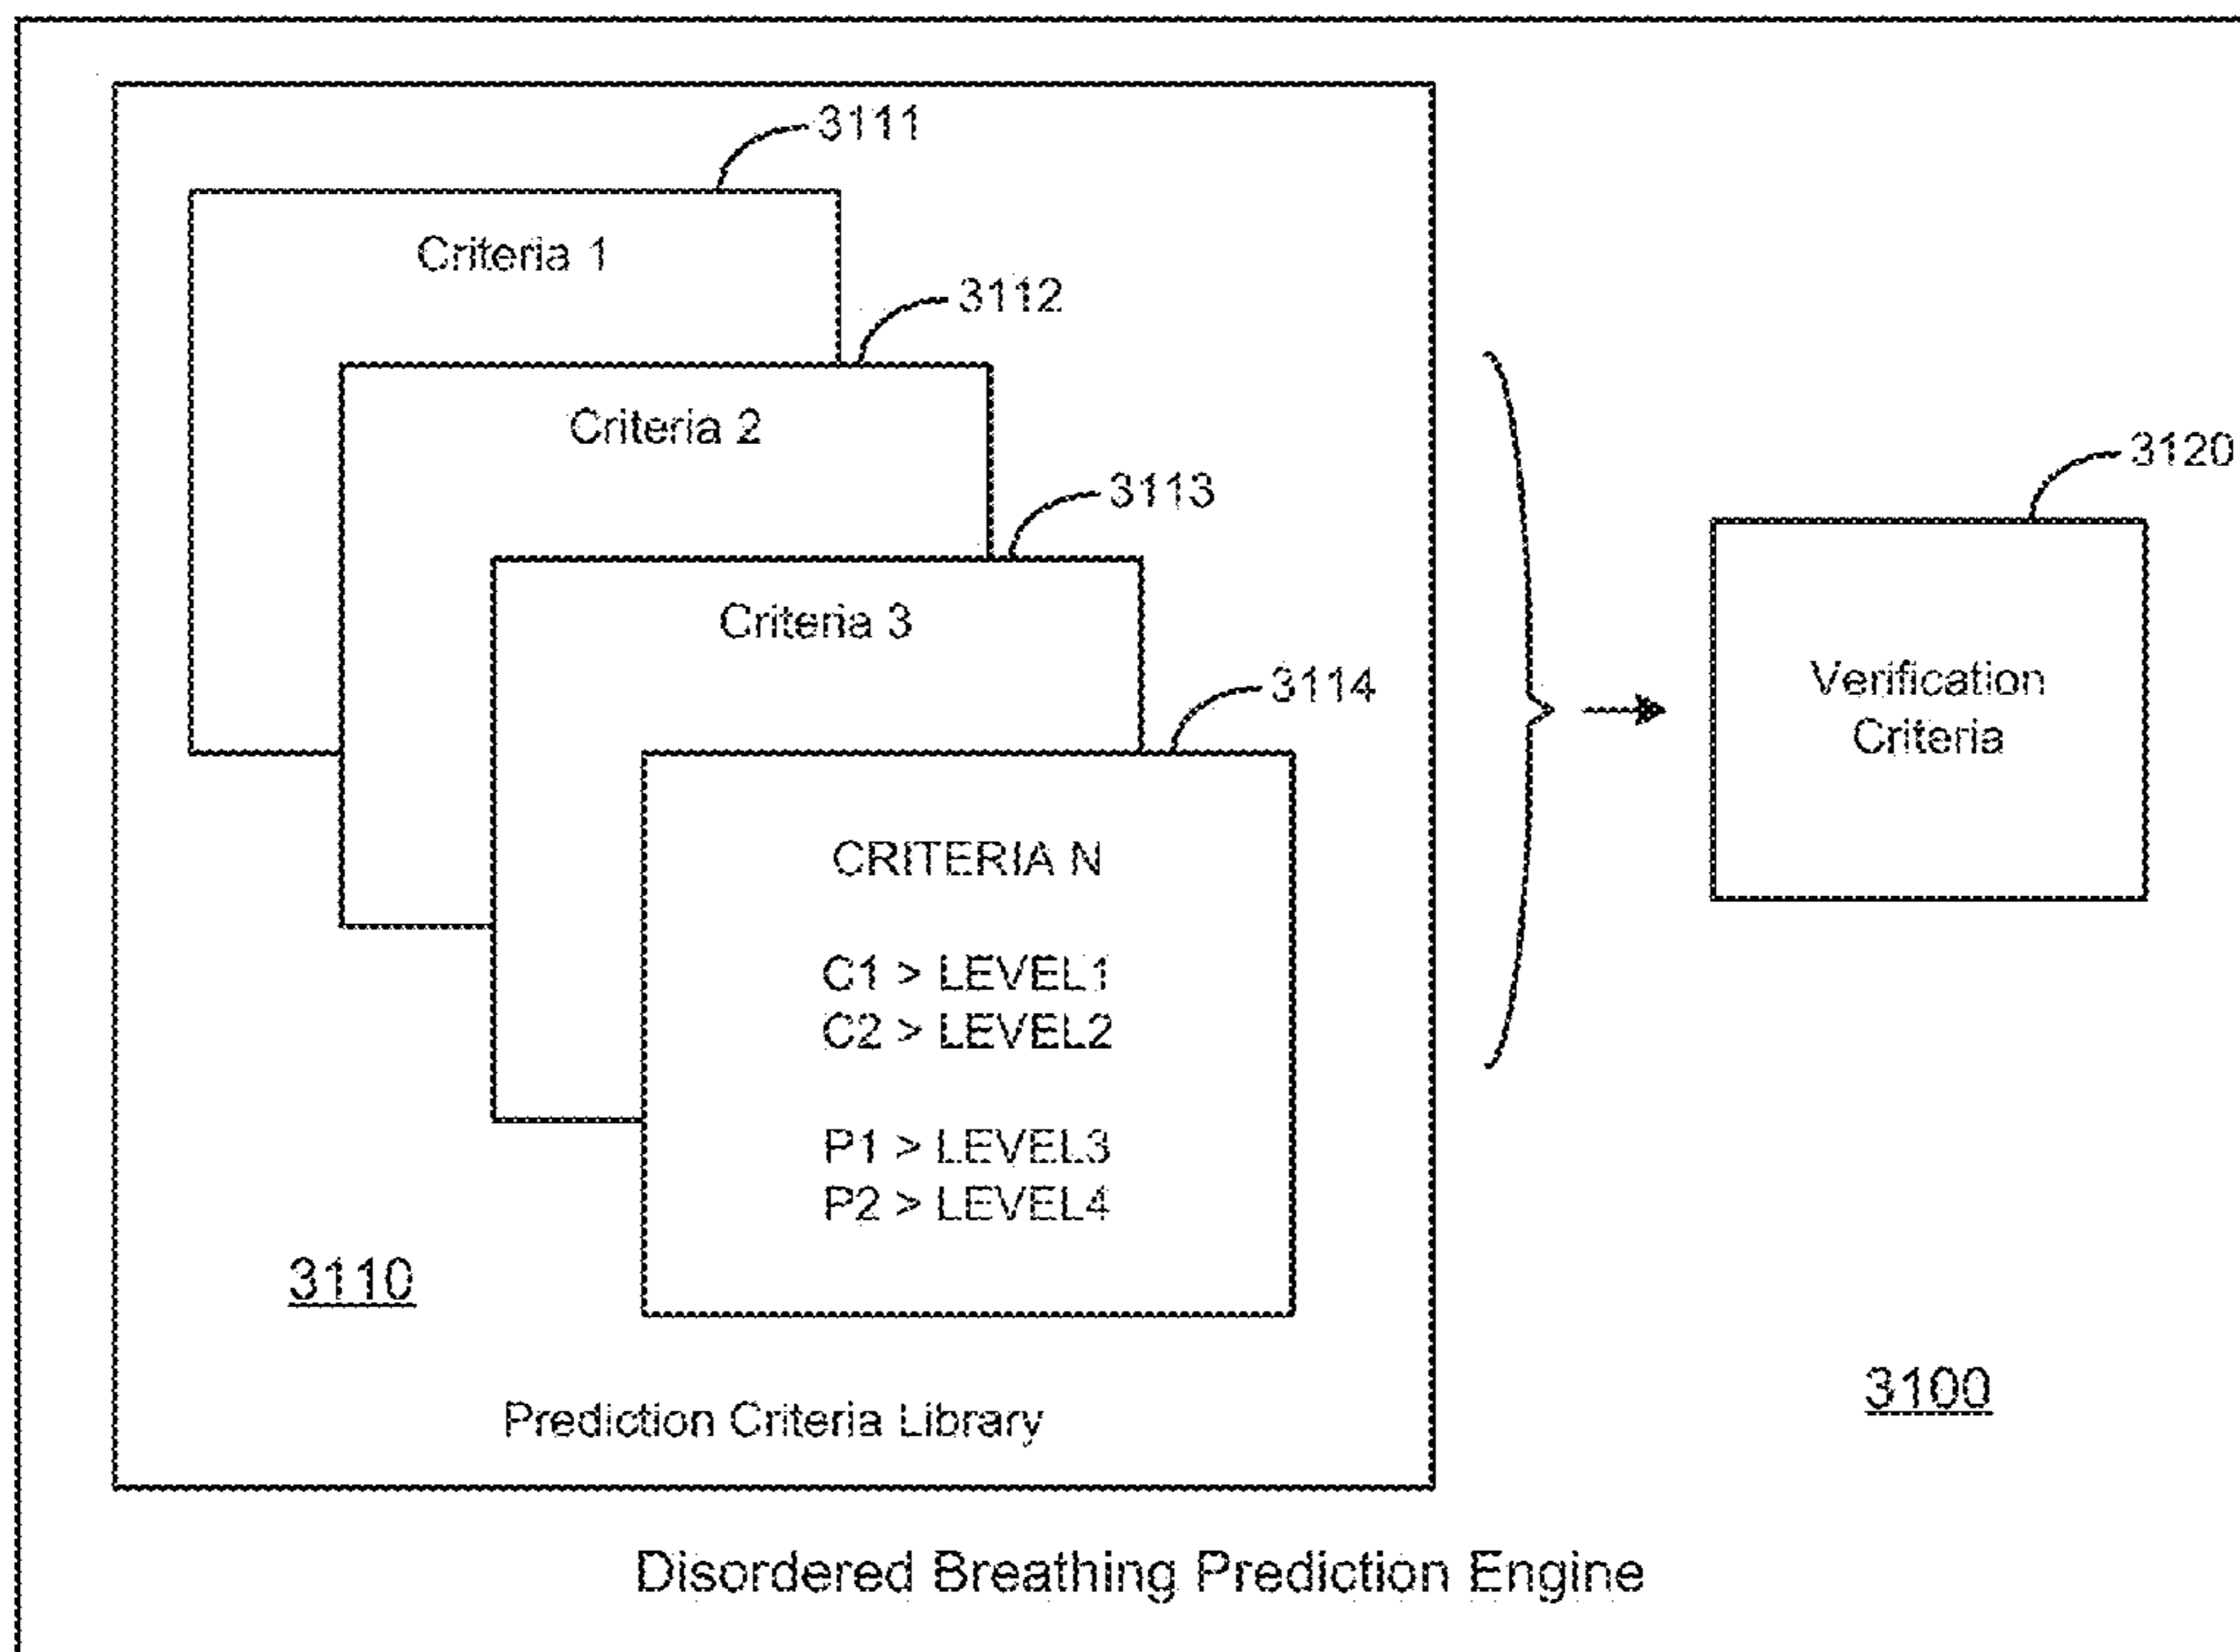 3111
Criteria 1
3112
Criteria 2
3113
Criteria 3
3114
CRITERIA N
C1 > LEVEL1
C2 > LEVEL2
P1 > LEVEL3
P2 > LEVEL4
3110
Prediction Criteria Library
3120
Verification
Criteria
3100
Disordered Breathing Prediction Engine